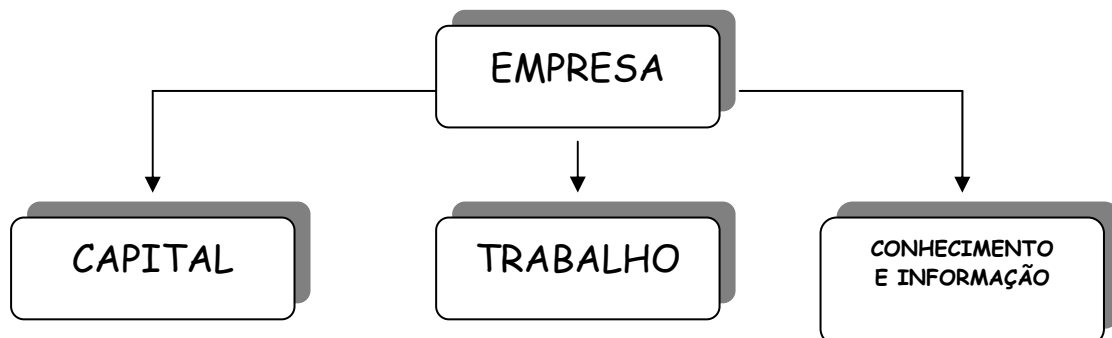 EMPRESA
CAPITAL
TRABALHO
CONHECIMENTO
E INFORMAÇÃO